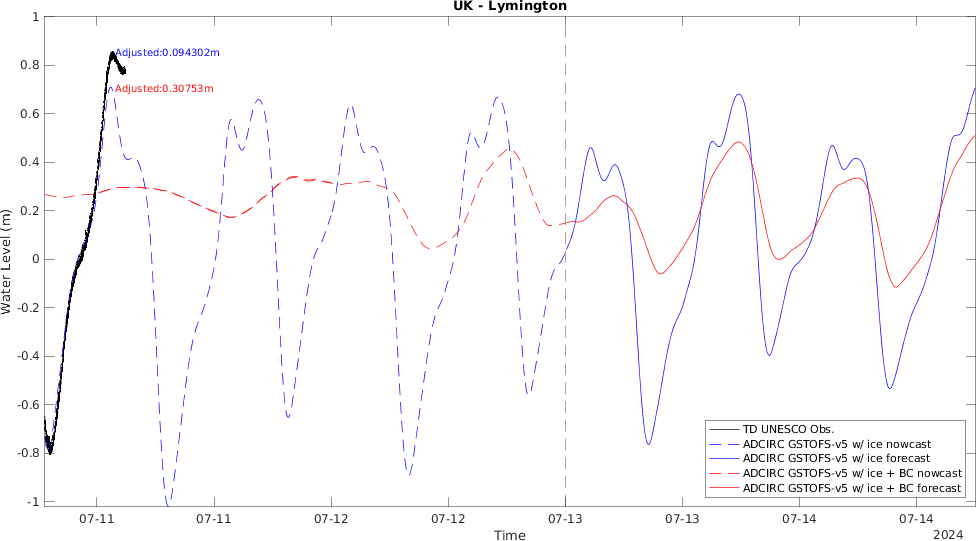 UK - Lymington
1
0.8
0.6
0.4
0.2
0
-0.2
-0.4
-0.6
-0.8
-1
Water Level (m)
Adjusted:0.094302m
Adjusted:0.30753m
TD UNESCO Obs.
ADCIRC GSTOFS-v5 w/ ice nowcast
ADCIRC GSTOFS-v5 w/ ice forecast
ADCIRC GSTOFS-v5 w/ ice + BC nowcast
ADCIRC GSTOFS-v5 w/ ice + BC forecast
07-11 07-11 07-12 07-12 07-13 07-13 07-14 07-14
Time
2024